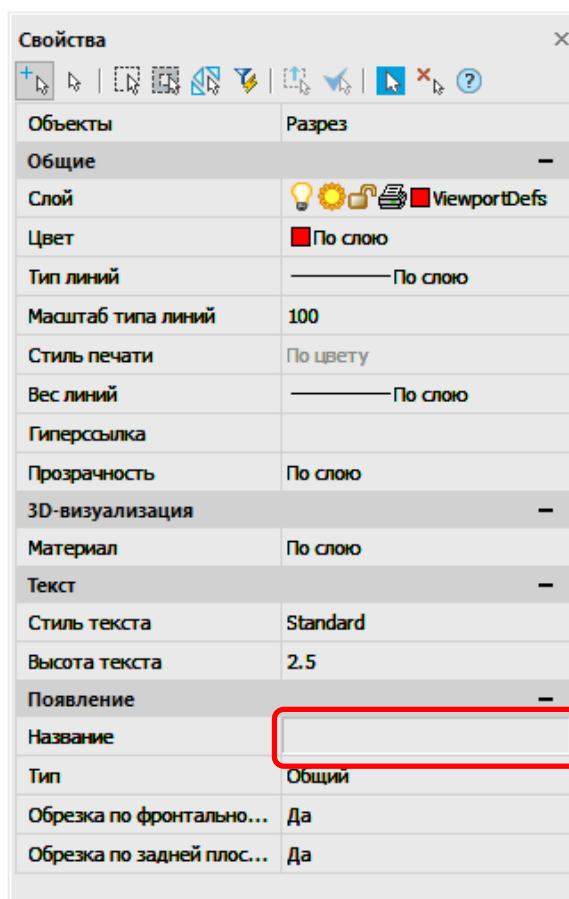 Свойства
Объекты Разрез
Общие
Слой ViewportDefs
Цвет По слою
Тип линий По слою
Масштаб типа линий 100
Стиль печати По цвету
Вес линий По слою
Гиперссылка
Прозрачность По слою
3D-визуализация
Материал По слою
Текст
Стиль текста Standard
Высота текста 2.5
Появление
Название
Тип Общий
Обрезка по фронтально... Да
Обрезка по задней плос... Да